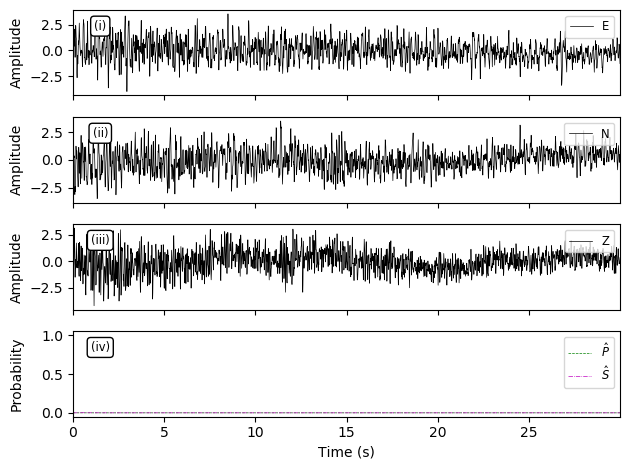 Amplitude
2.5
0.0
−2.5
(i)
E
Amplitude
2.5
0.0
−2.5
(ii)
N
Amplitude
2.5
0.0
−2.5
(iii)
Z
Probability
1.0
0.5
0.0
(iv)
P̂
Ŝ
0 5 10 15 20 25
Time (s)